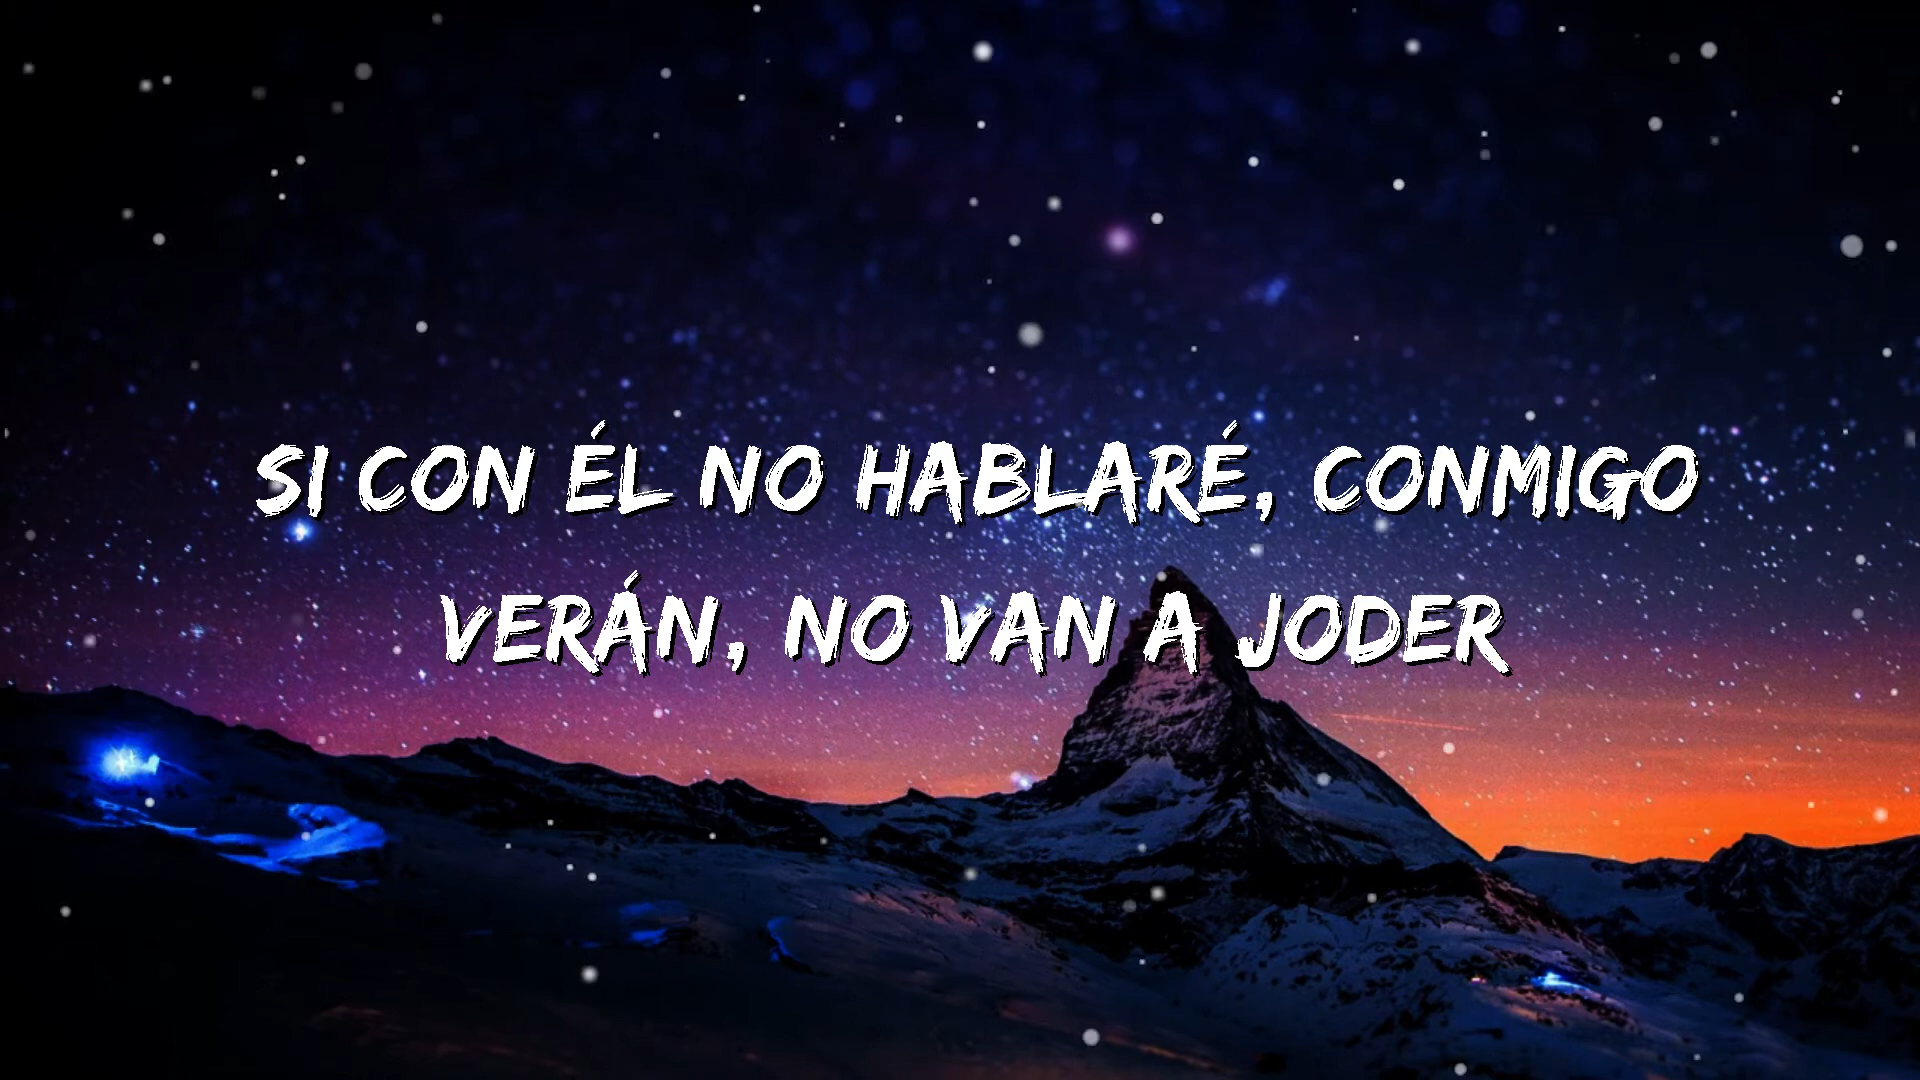 SI CON ÉL NO HABLARÉ, CONMIGO
VERÁN, NO VAN A JODER